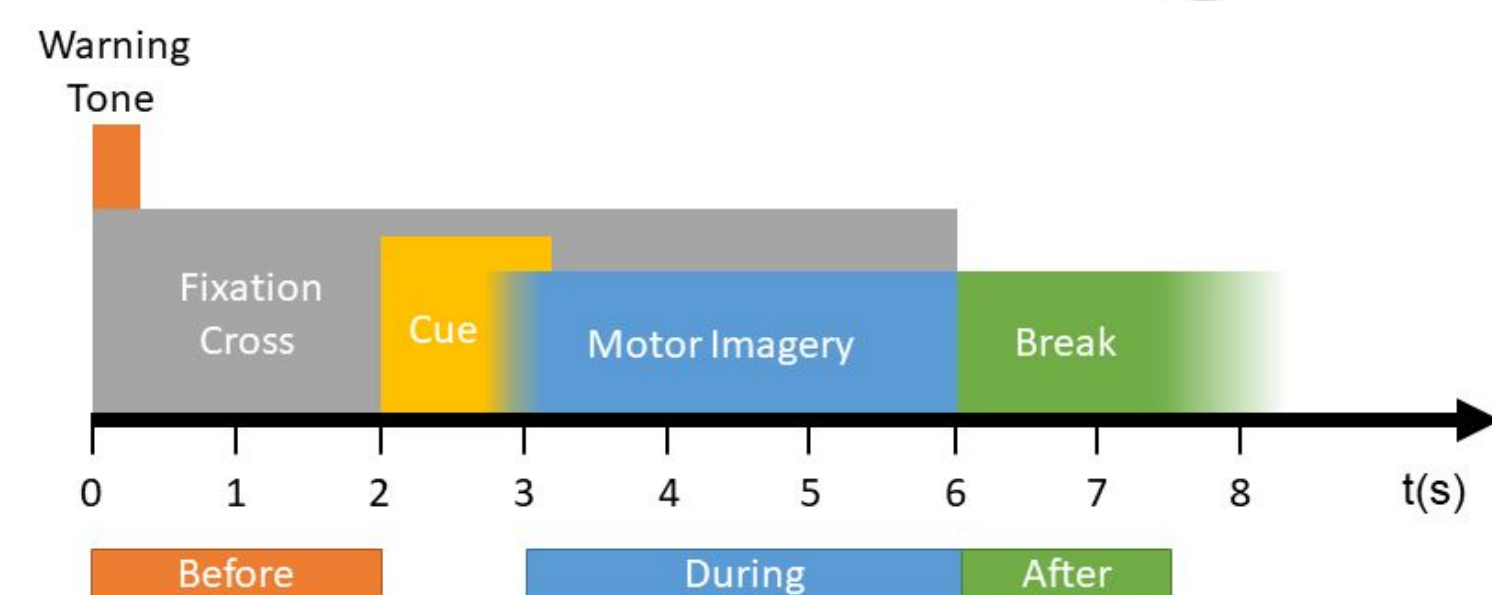 Warning
Tone
Fixation
Cross
Cue
Motor Imagery
Break
0 1 2 3 4 5 6 7 8 t(s)
Before During After